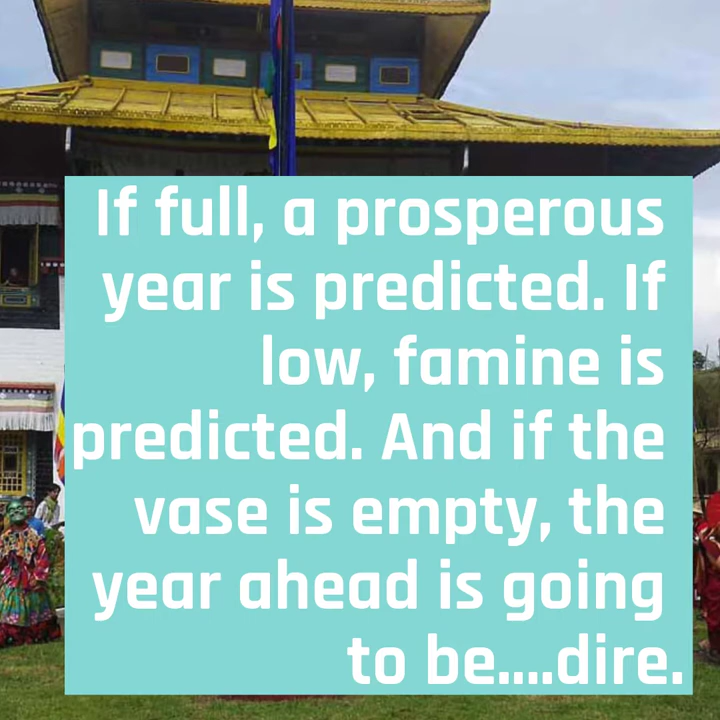 If full, a prosperous
year is predicted. If
low, famine is
predicted. And if the
vase is empty, the
year ahead is going
to be....dire.